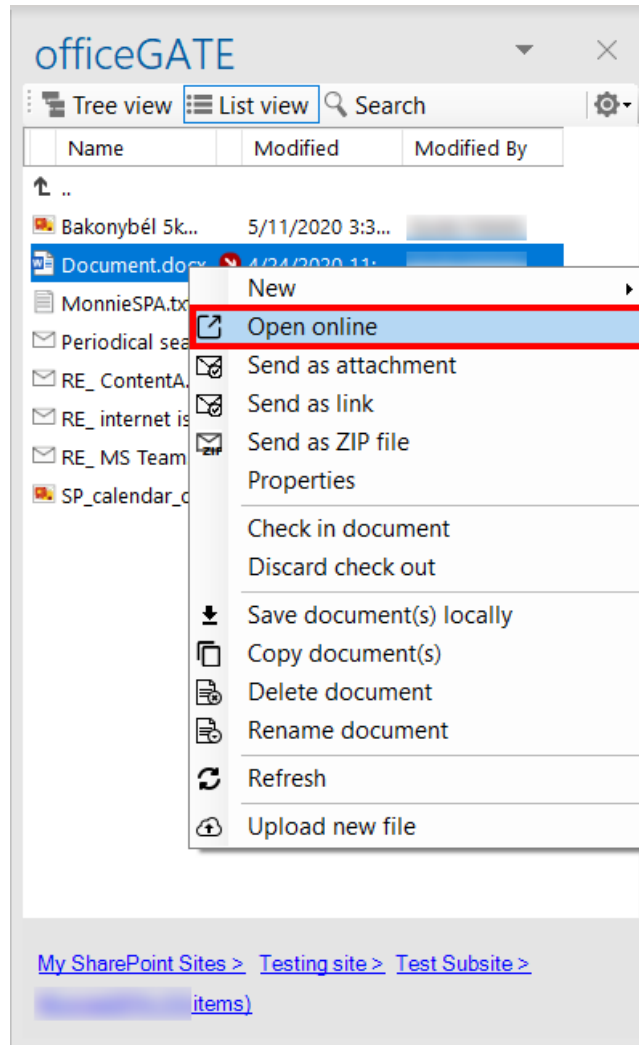 officeGATE
Tree view List view Search
Name Modified Modified By
..
Bakonybél 5k... 5/11/2020 3:3...
Document.docx 4/24/2020 11:
MonnieSPA.tx
Periodical sea
RE_ ContentA.
RE_ internet is
RE_ MS Team
SP_calendar_c
New
Open online
Send as attachment
Send as link
ZIP Send as ZIP file
Properties
Check in document
Discard check out
Save document(s) locally
Copy document(s)
Delete document
Rename document
Refresh
Upload new file
My SharePoint Sites > Testing site > Test Subsite >
items)